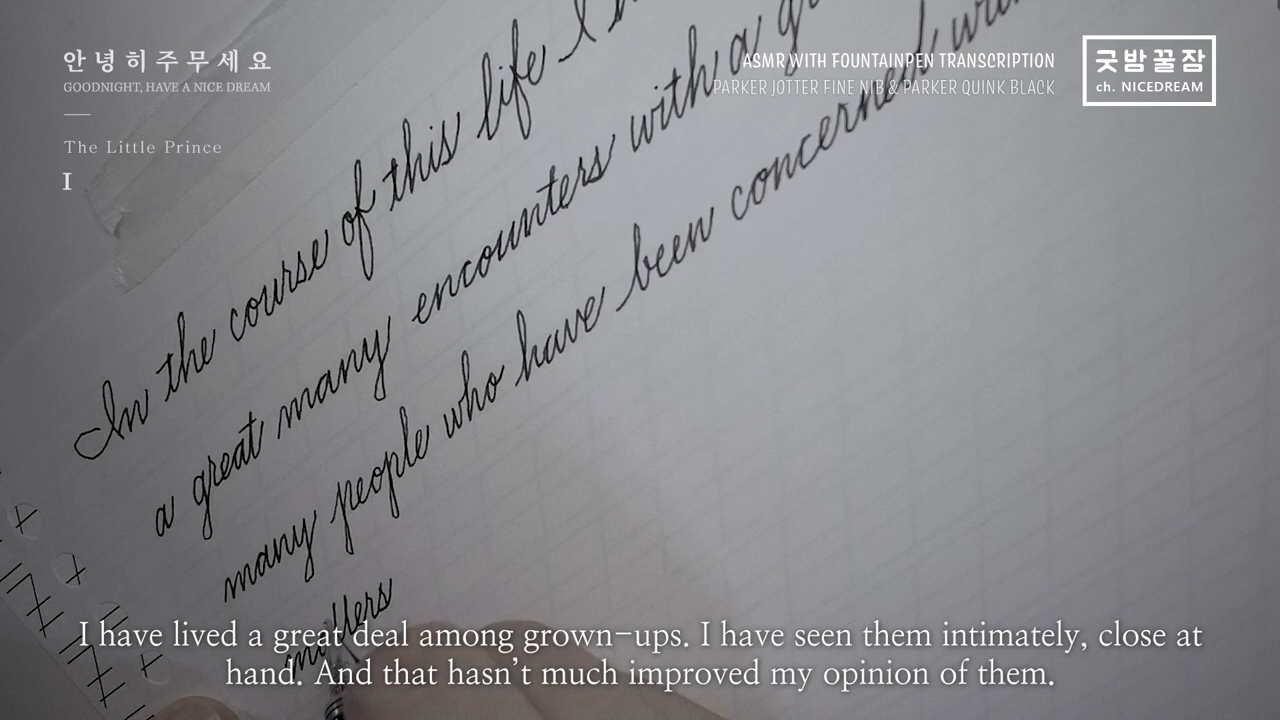 안녕히주무세요
GOODNIGHT, HAVE A NICE DREAM
The Little Prince
I
ASMR WITH FOUNTAINPEN TRANSCRIPTION
PARKER JOTTER FINE NIB & PARKER QUINK BLACK
굿밤꿀잠
ch. NICEDREAM
In the course of this life I
a great many encounters with a
many people who have been concerned
I have lived a great deal among grown-ups. I have seen them intimately, close at
hand. And that hasn't much improved my opinion of them.